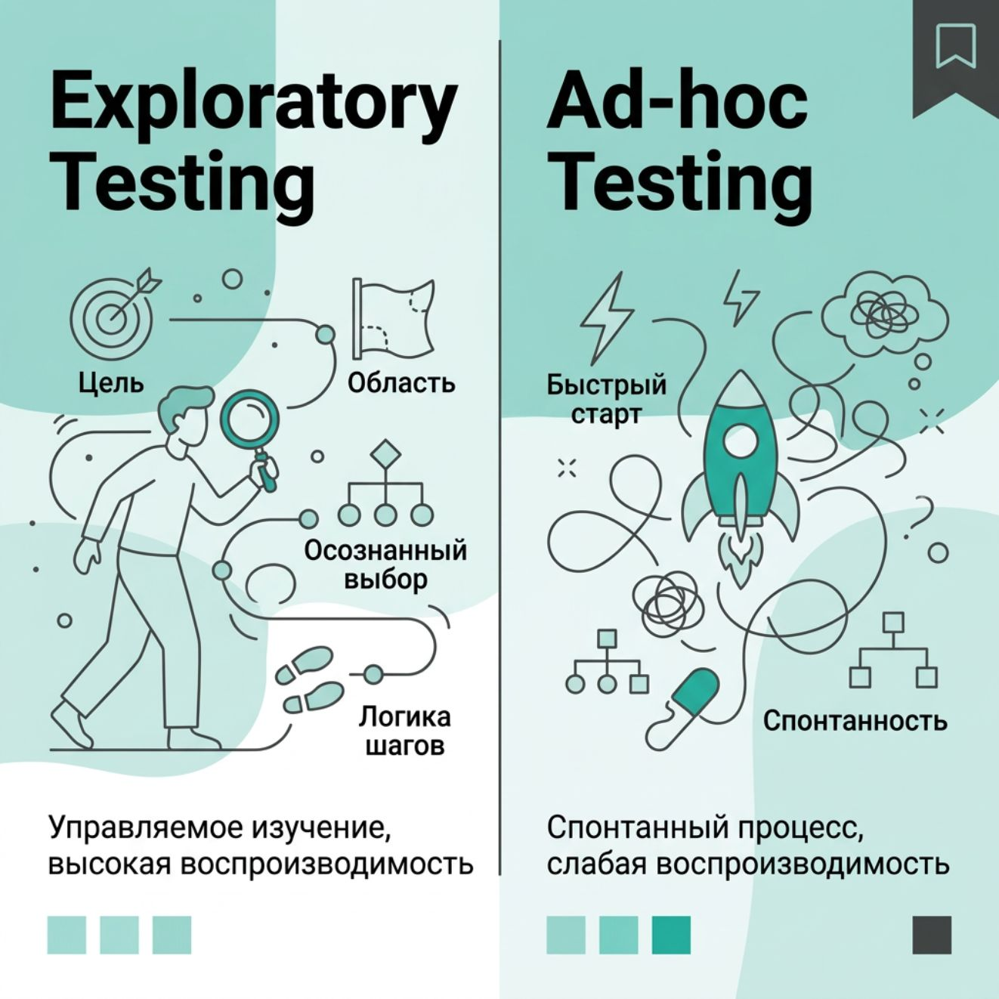 Exploratory
Testing
Цель
Область
Осознанный
выбор
Логика
шагов
Управляемое изучение,
высокая воспроизводимость
Ad-hoc
Testing
Быстрый
старт
?
Спонтанность
Спонтанный процесс,
слабая воспроизводимость